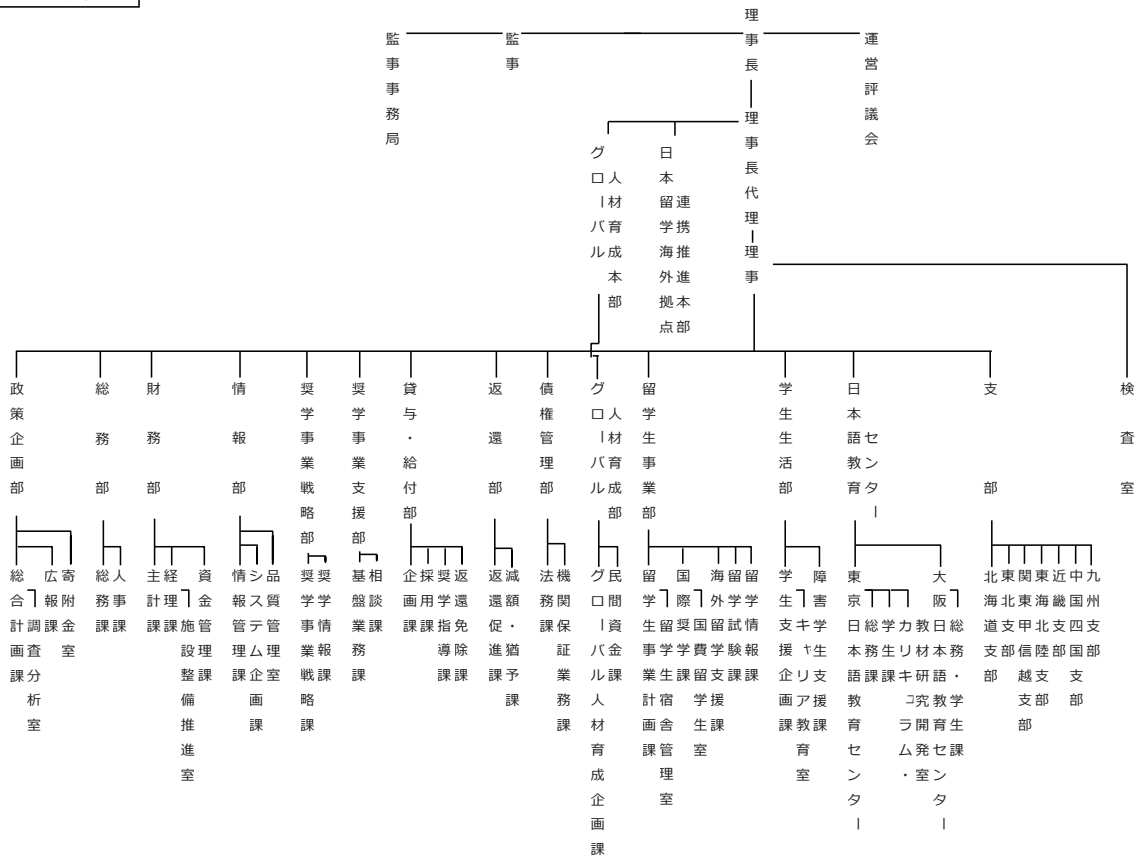 理事長
運営評議会
監事
監事事務局
理事長代理
理事
グローバル
人材育成本部
日本留学海外拠点
連携推進本部
政策企画部
総務部
財務部
情報部
奨学事業戦略部
奨学事業支援部
貸与・給付部
返還部
債権管理部
グローバル
人材育成部
留学生事業部
学生生活部
日本語教育
センター
支部
検査室
総合計画課
調査分析室
広報課
寄附金室
総務課
人事課
主計課
経理課
施設整備推進室
資金管理課
情報管理課
システム企画課
品質管理室
奨学事業戦略課
奨学情報課
基盤業務課
相談課
企画課
採用課
奨学指導課
返還免除課
返還促進課
減額・猶予課
法務課
機関保証業務課
グローバル人材育成企画課
民間資金課
留学生事業計画課
留学生宿舎管理室
国際奨学課
国費留学生室
海外留学支援課
留学試験課
留学情報課
学生支援企画課
キャリア教育室
障害学生支援課
東京日本語教育センター
総務課
学生課
カリキュラム・
教材研究開発室
大阪日本語教育センター
総務・学生課
北海道支部
東北支部
関東甲信越支部
東海北陸支部
近畿支部
中国四国支部
九州支部